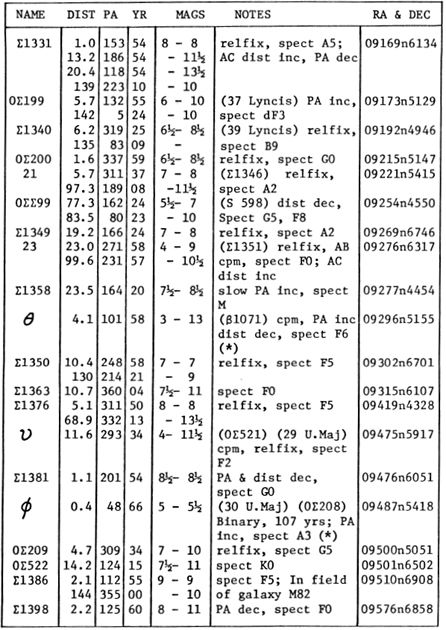 NAME DIST PA YR MAGS NOTES RA & DEC
Σ1331 1.0 153 54 8 - 8 relfix, spect A5; 09169n6134
13.2 186 54 - 11½ AC dist inc, PA dec
20.4 118 54 - 13½
139 223 10 - 10
OΣ199 5.7 132 55 6 - 10 (37 Lyncis) PA inc, 09173n5129
142 5 24 - 10 spect dF3
Σ1340 6.2 319 25 6½- 8½ (39 Lyncis) relfix, 09192n4946
135 83 09 - spect B9
OΣ200 1.6 337 59 6½- 8½ relfix, spect G0 09215n5147
21 5.7 311 37 7 - 8 (Σ1346) relfix, 09221n5415
97.3 189 08 -11½ spect A2
OΣΣ99 77.3 162 24 5½- 7 (S 598) dist dec, 09254n4550
83.5 80 23 - 10 Spect G5, F8
Σ1349 19.2 166 24 7 - 8 relfix, spect A2 09269n6746
23 23.0 271 58 4 - 9 (Σ1351) relfix, AB 09276n6317
99.6 231 57 - 10½ cpm, spect F0; AC
dist inc
Σ1358 23.5 164 20 7½- 8½ slow PA inc, spect 09277n4454
M
θ 4.1 101 58 3 - 13 (β1071) cpm, PA inc 09296n5155
dist dec, spect F6
(*)
Σ1350 10.4 248 58 7 - 7 relfix, spect F5 09302n6701
130 214 21 - 9
Σ1363 10.7 360 04 7½- 11 spect F0 09315n6107
Σ1376 5.1 311 50 8 - 8 relfix, spect F5 09419n4328
68.9 332 13 - 13½
υ 11.6 293 34 4- 11½ (OΣ521) (29 U.Maj) 09475n5917
cpm, relfix, spect
F2
Σ1381 1.1 201 54 8½- 8½ PA & dist dec, 09476n6051
spect G0
φ 0.4 48 66 5 - 5½ (30 U.Maj) (OΣ208) 09487n5418
Binary, 107 yrs; PA
inc, spect A3 (*)
OΣ209 4.7 309 34 7 - 10 relfix, spect G5 09500n5051
OΣ522 14.2 124 15 7½- 11 spect K0 09501n6502
Σ1386 2.1 112 55 9 - 9 spect F5; In field 09510n6908
144 355 00 - 10 of galaxy M82
Σ1398 2.2 125 60 8 - 11 PA dec, spect F0 09576n6858